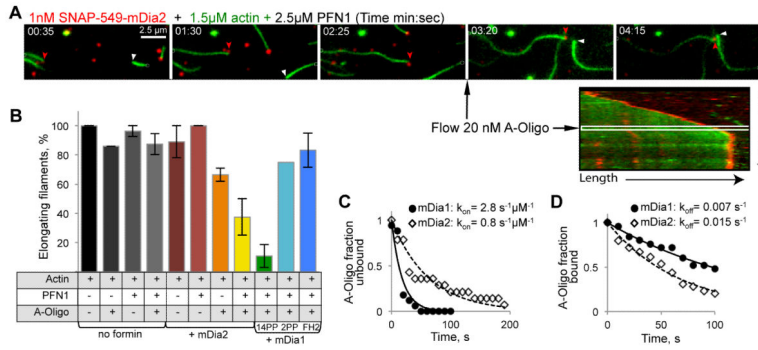 1nM SNAP-549-mDia2 + 1.5μM actin + 2.5μM PFN1 (Time min:sec)
A
00:35
2.5 μm
01:30
02:25
03:20
04:15
Flow 20 nM A-Oligo
Length
B
Elongating filaments, %
100
80
60
40
20
Actin + + + + + + + + + + +
PFN1 - - + + - + - + + + +
A-Oligo - + - + - - + + + + +
no formin
+ mDia2
14PP 2PP FH2
+ mDia1
C
mDia1: kon= 2.8 s-1μM-1
mDia2: kon= 0.8 s-1μM-1
A-Oligo fraction
unbound
1
0.5
0
0 100 200
Time, s
D
mDia1: koff= 0.007 s-1
mDia2: koff= 0.015 s-1
A-Oligo fraction
bound
1
0.5
0
0 50 100
Time, s